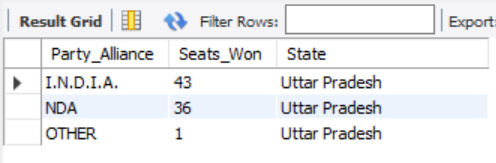 Result Grid Filter Rows: Export:
Party_Alliance Seats_Won State
I.N.D.I.A. 43 Uttar Pradesh
NDA 36 Uttar Pradesh
OTHER 1 Uttar Pradesh